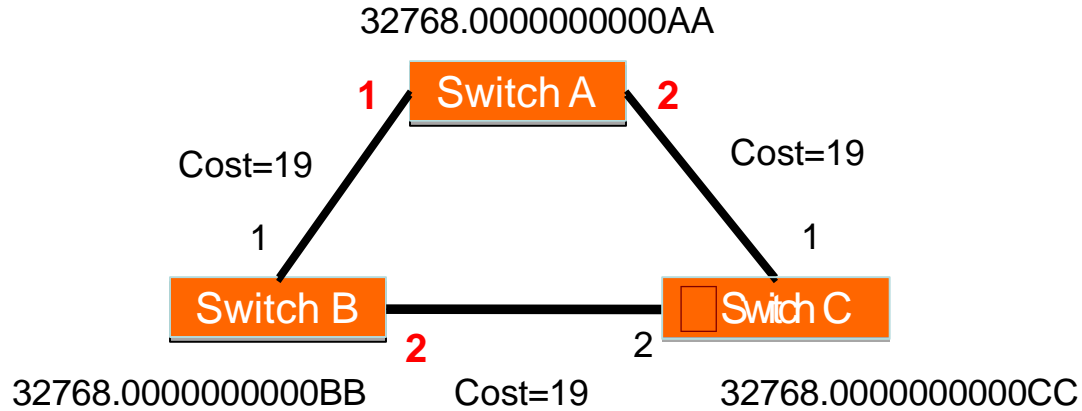 32768.0000000000AA
1 Switch A 2
Cost=19
Cost=19
1
1
Switch B
Switch C
2
2
32768.0000000000BB
Cost=19
32768.0000000000CC